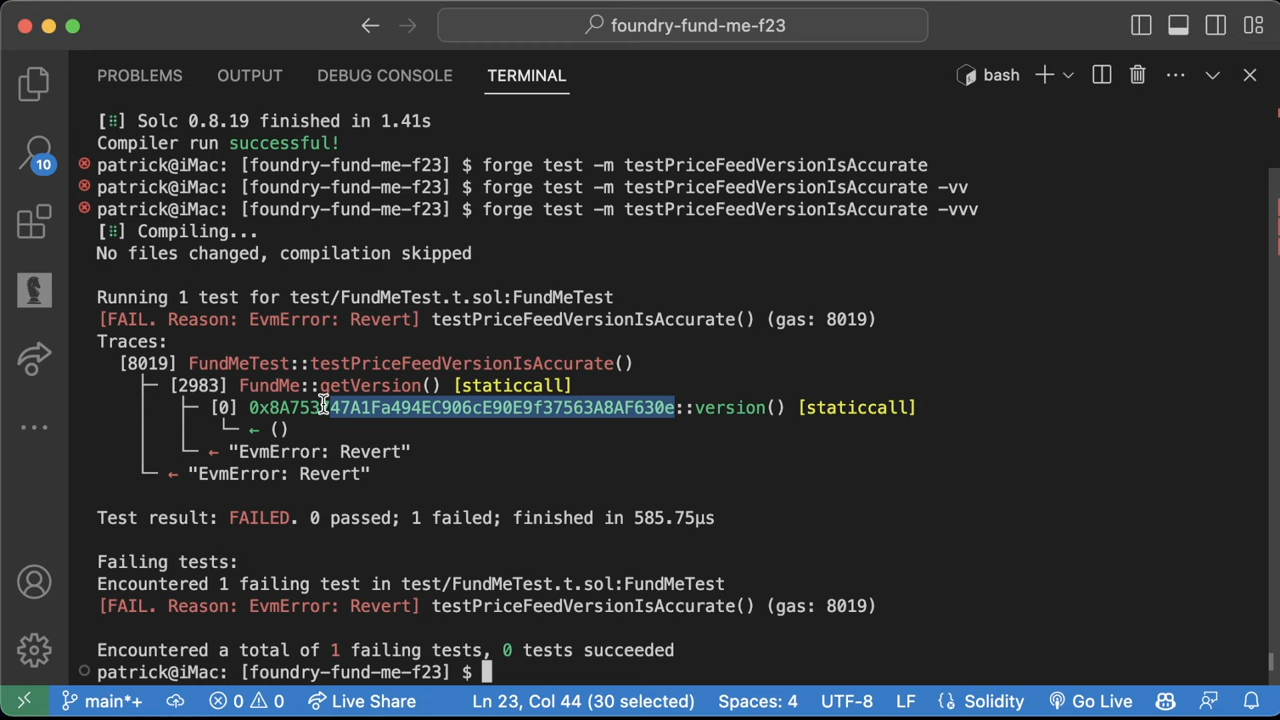 foundry-fund-me-f23
PROBLEMS OUTPUT DEBUG CONSOLE TERMINAL bash
[⠿] Solc 0.8.19 finished in 1.41s
Compiler run successful!
patrick@iMac: [foundry-fund-me-f23] $ forge test -m testPriceFeedVersionIsAccurate
patrick@iMac: [foundry-fund-me-f23] $ forge test -m testPriceFeedVersionIsAccurate -vv
patrick@iMac: [foundry-fund-me-f23] $ forge test -m testPriceFeedVersionIsAccurate -vvv
[⠿] Compiling...
No files changed, compilation skipped
Running 1 test for test/FundMeTest.t.sol:FundMeTest
[FAIL. Reason: EvmError: Revert] testPriceFeedVersionIsAccurate() (gas: 8019)
Traces:
[8019] FundMeTest::testPriceFeedVersionIsAccurate()
├─ [2983] FundMe::getVersion() [staticcall]
│ ├─ [0] 0x8A753747A1Fa494EC906cE90E9f37563A8AF630e::version() [staticcall]
│ │ └─ ← ()
│ └─ ← "EvmError: Revert"
└─ ← "EvmError: Revert"
Test result: FAILED. 0 passed; 1 failed; finished in 585.75µs
Failing tests:
Encountered 1 failing test in test/FundMeTest.t.sol:FundMeTest
[FAIL. Reason: EvmError: Revert] testPriceFeedVersionIsAccurate() (gas: 8019)
Encountered a total of 1 failing tests, 0 tests succeeded
patrick@iMac: [foundry-fund-me-f23] $
10
main*+ 0 0 Live Share Ln 23, Col 44 (30 selected) Spaces: 4 UTF-8 LF Solidity Go Live